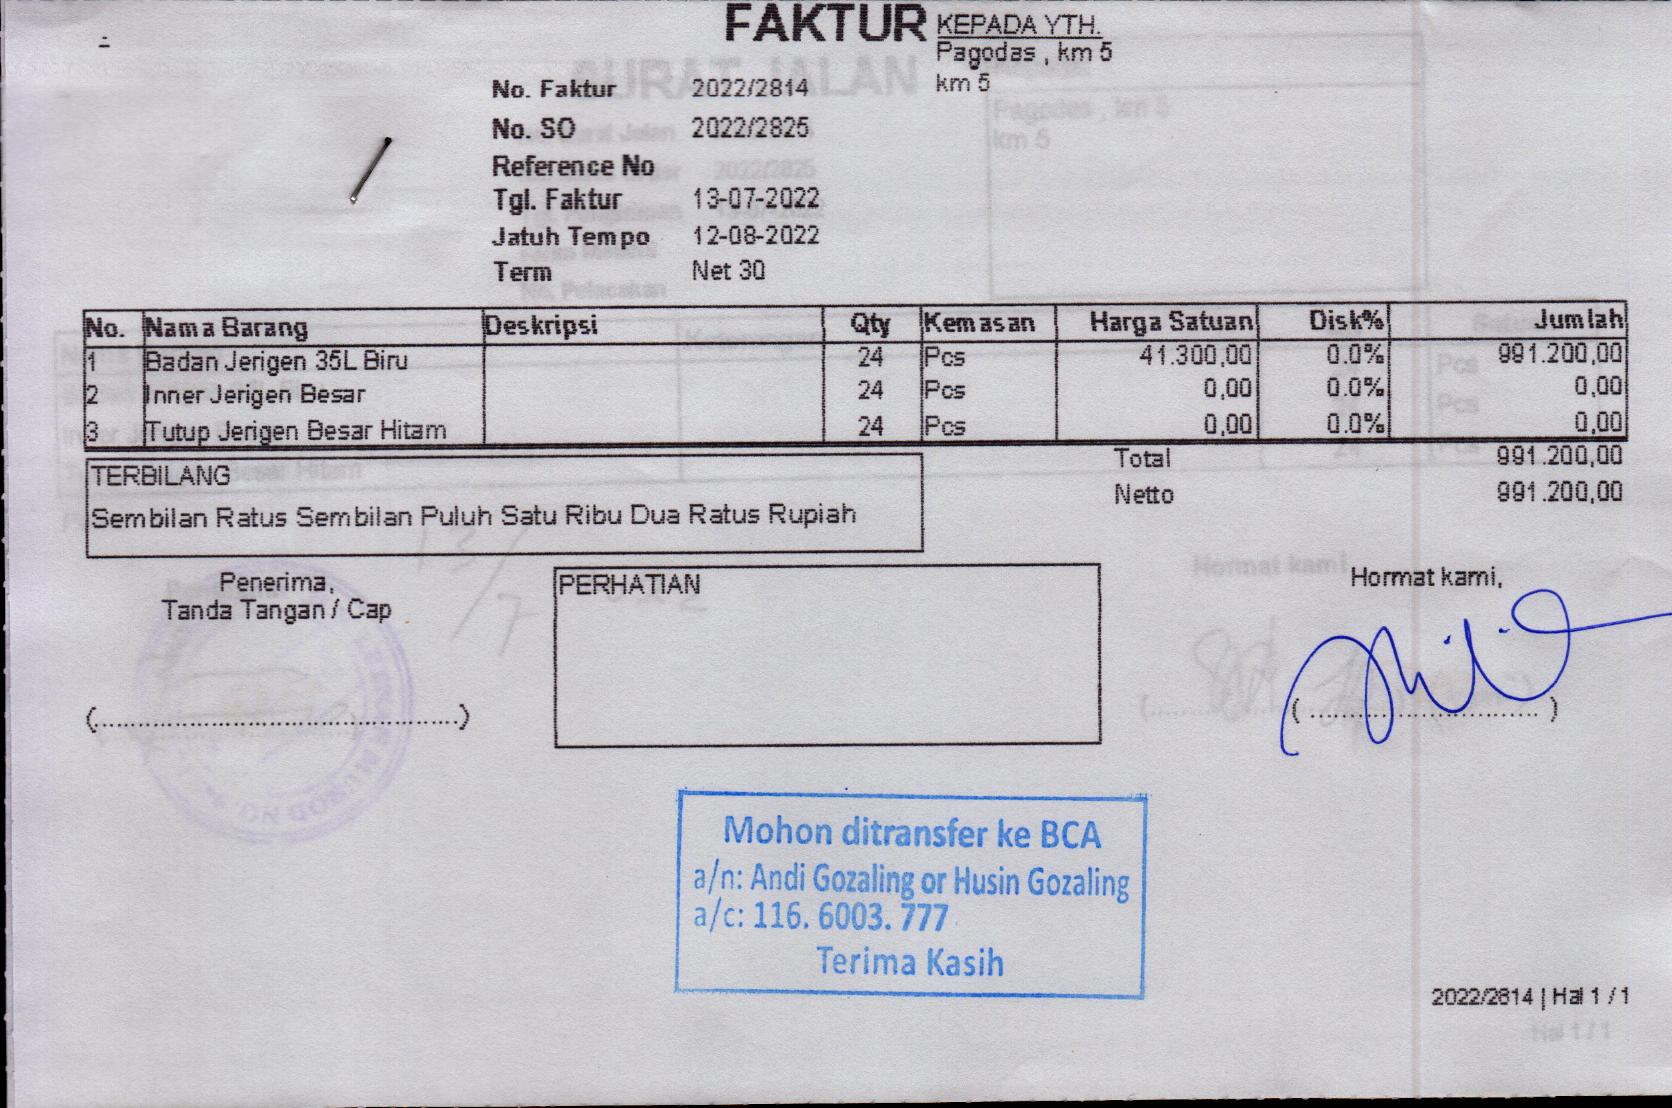 FAKTUR
KEPADA YTH.
Pagodas , km 5
km 5
No. Faktur 2022/2814
No. SO 2022/2825
Reference No
Tgl. Faktur 13-07-2022
Jatuh Tempo 12-08-2022
Term Net 30
No. Nama Barang Deskripsi Qty Kemasan Harga Satuan Disk% Jumlah
1 Badan Jerigen 35L Biru 24 Pcs 41.300,00 0.0% 991.200,00
2 Inner Jerigen Besar 24 Pcs 0,00 0.0% 0,00
3 Tutup Jerigen Besar Hitam 24 Pcs 0,00 0.0% 0,00
Total 991.200,00
Netto 991.200,00
TERBILANG
Sembilan Ratus Sembilan Puluh Satu Ribu Dua Ratus Rupiah
Penerima,
Tanda Tangan / Cap
(..................................................)
PERHATIAN
Hormat kami,
( ............................... )
Mohon ditransfer ke BCA
a/n: Andi Gozaling or Husin Gozaling
a/c: 116. 6003. 777
Terima Kasih
2022/2814 | Hal 1 / 1